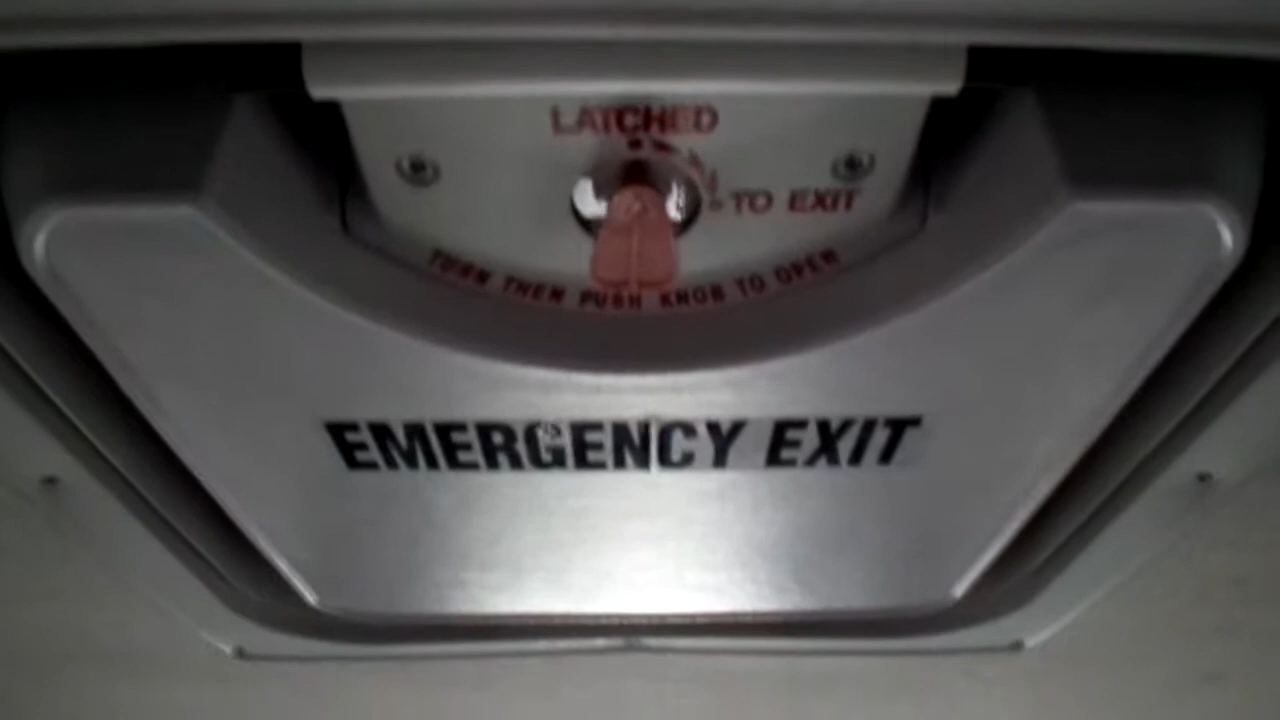 LATCHED
TO EXIT
TURN THEN PUSH KNOB TO OPEN
EMERGENCY EXIT